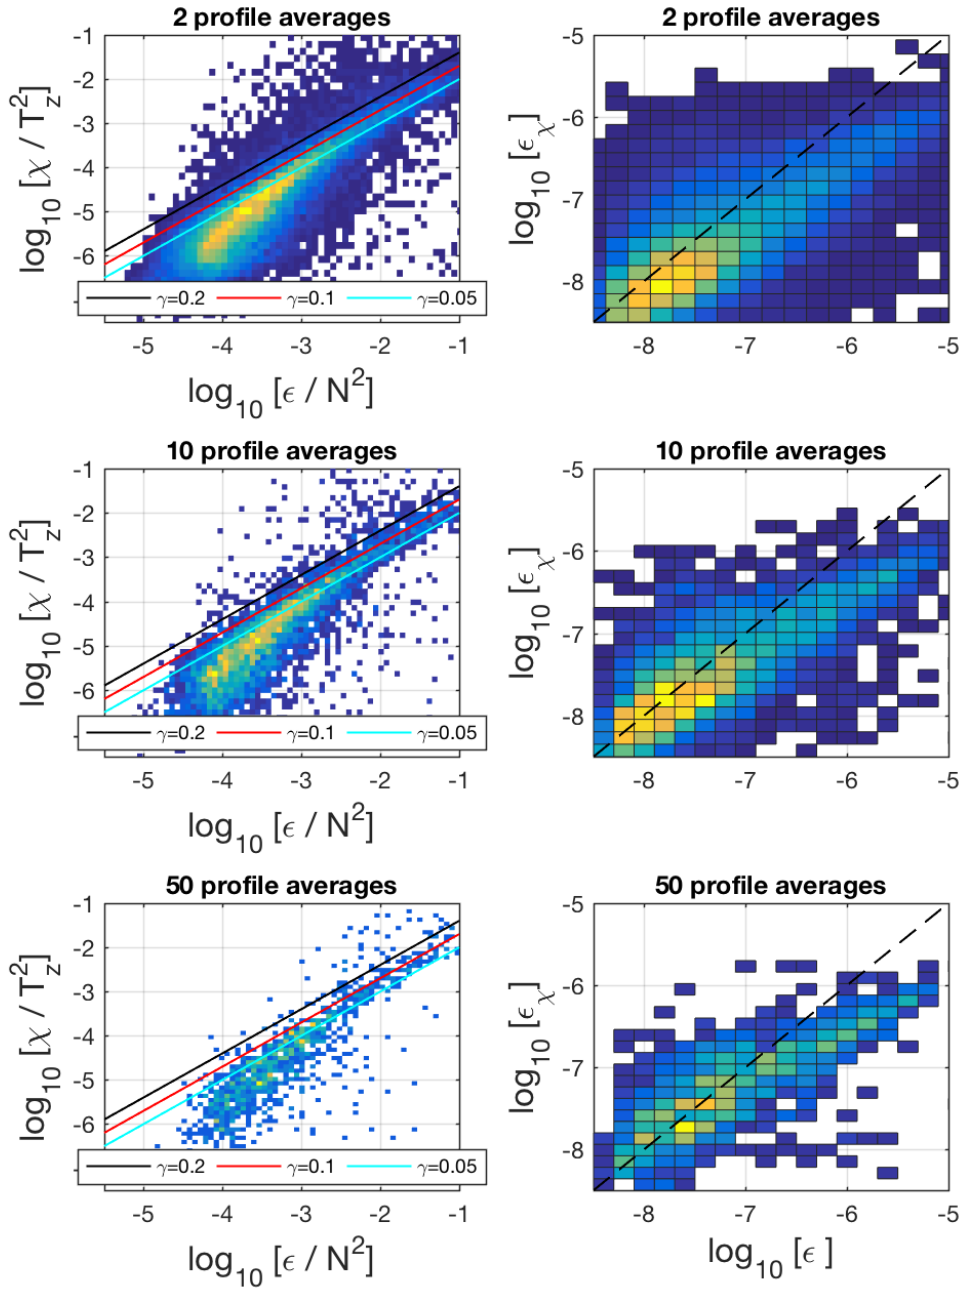 2 profile averages
log10 [χ / T²z]
-1
-2
-3
-4
-5
-6
γ=0.2 γ=0.1 γ=0.05
-5 -4 -3 -2 -1
log10 [ϵ / N²]
2 profile averages
log10 [ϵχ]
-5
-6
-7
-8
-8 -7 -6 -5
10 profile averages
log10 [χ / T²z]
-1
-2
-3
-4
-5
-6
γ=0.2 γ=0.1 γ=0.05
-5 -4 -3 -2 -1
log10 [ϵ / N²]
10 profile averages
log10 [ϵχ]
-5
-6
-7
-8
-8 -7 -6 -5
50 profile averages
log10 [χ / T²z]
-1
-2
-3
-4
-5
-6
γ=0.2 γ=0.1 γ=0.05
-5 -4 -3 -2 -1
log10 [ϵ / N²]
50 profile averages
log10 [ϵχ]
-5
-6
-7
-8
-8 -7 -6 -5
log10 [ϵ ]